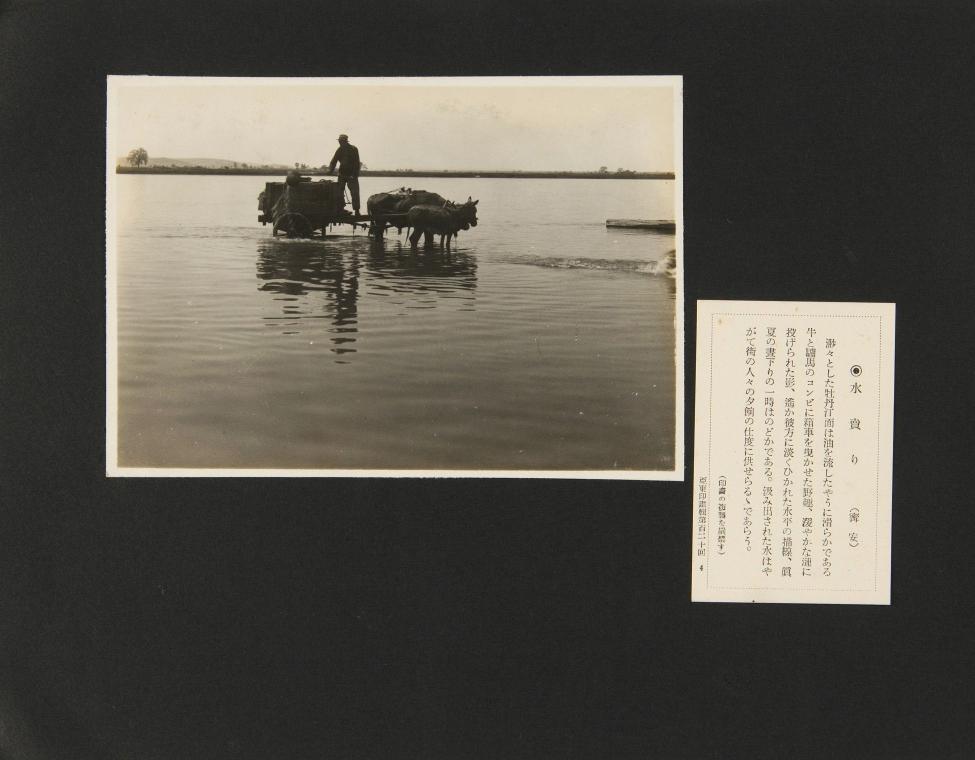 ◉水賣り (寗安)
渺々とした牡丹江面は油を流したやうに滑らかである
牛と驢馬のコンビに箱車を曳かせた野趣、緩やかな漣に
投げられた影、遙か彼方に淡くひかれた水平の描線、眞
夏の晝下りの一時はのどかである。汲み出された水はや
がて街の人々の夕餉の仕度に供せらるゝであらう。
(印畫の複製を嚴禁す)
亞東印畫輯第百二十回 4